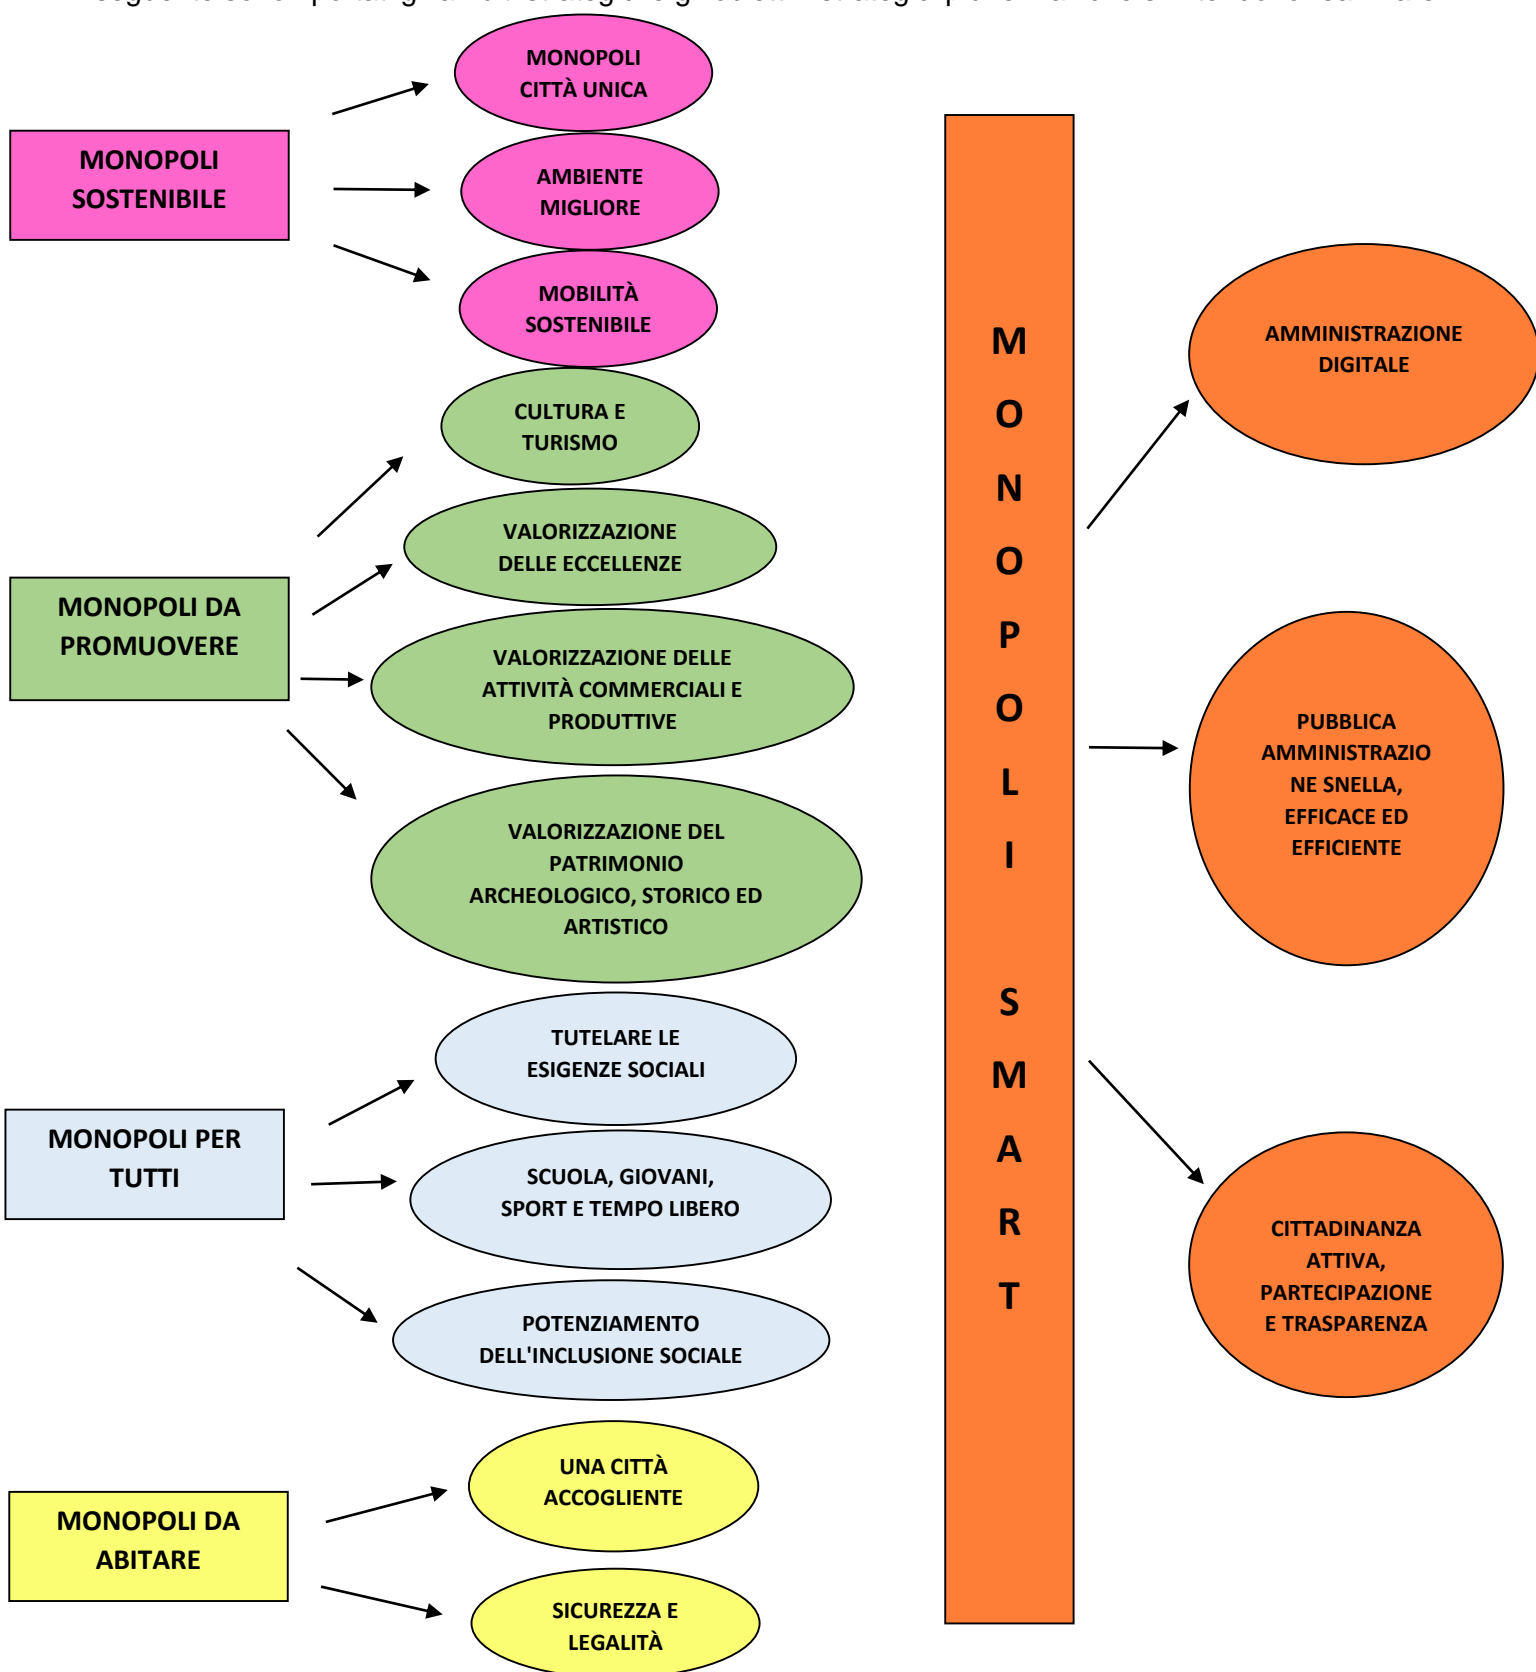 MONOPOLI
CITTÀ UNICA
MONOPOLI
SOSTENIBILE
AMBIENTE
MIGLIORE
MOBILITÀ
SOSTENIBILE
CULTURA E
TURISMO
VALORIZZAZIONE
DELLE ECCELLENZE
MONOPOLI DA
PROMUOVERE
VALORIZZAZIONE DELLE
ATTIVITÀ COMMERCIALI E
PRODUTTIVE
VALORIZZAZIONE DEL
PATRIMONIO
ARCHEOLOGICO, STORICO ED
ARTISTICO
TUTELARE LE
ESIGENZE SOCIALI
MONOPOLI PER
TUTTI
SCUOLA, GIOVANI,
SPORT E TEMPO LIBERO
POTENZIAMENTO
DELL'INCLUSIONE SOCIALE
UNA CITTÀ
ACCOGLIENTE
MONOPOLI DA
ABITARE
SICUREZZA E
LEGALITÀ
M
O
N
O
P
O
L
I
S
M
A
R
T
AMMINISTRAZIONE
DIGITALE
PUBBLICA
AMMINISTRAZIO
NE SNELLA,
EFFICACE ED
EFFICIENTE
CITTADINANZA
ATTIVA,
PARTECIPAZIONE
E TRASPARENZA